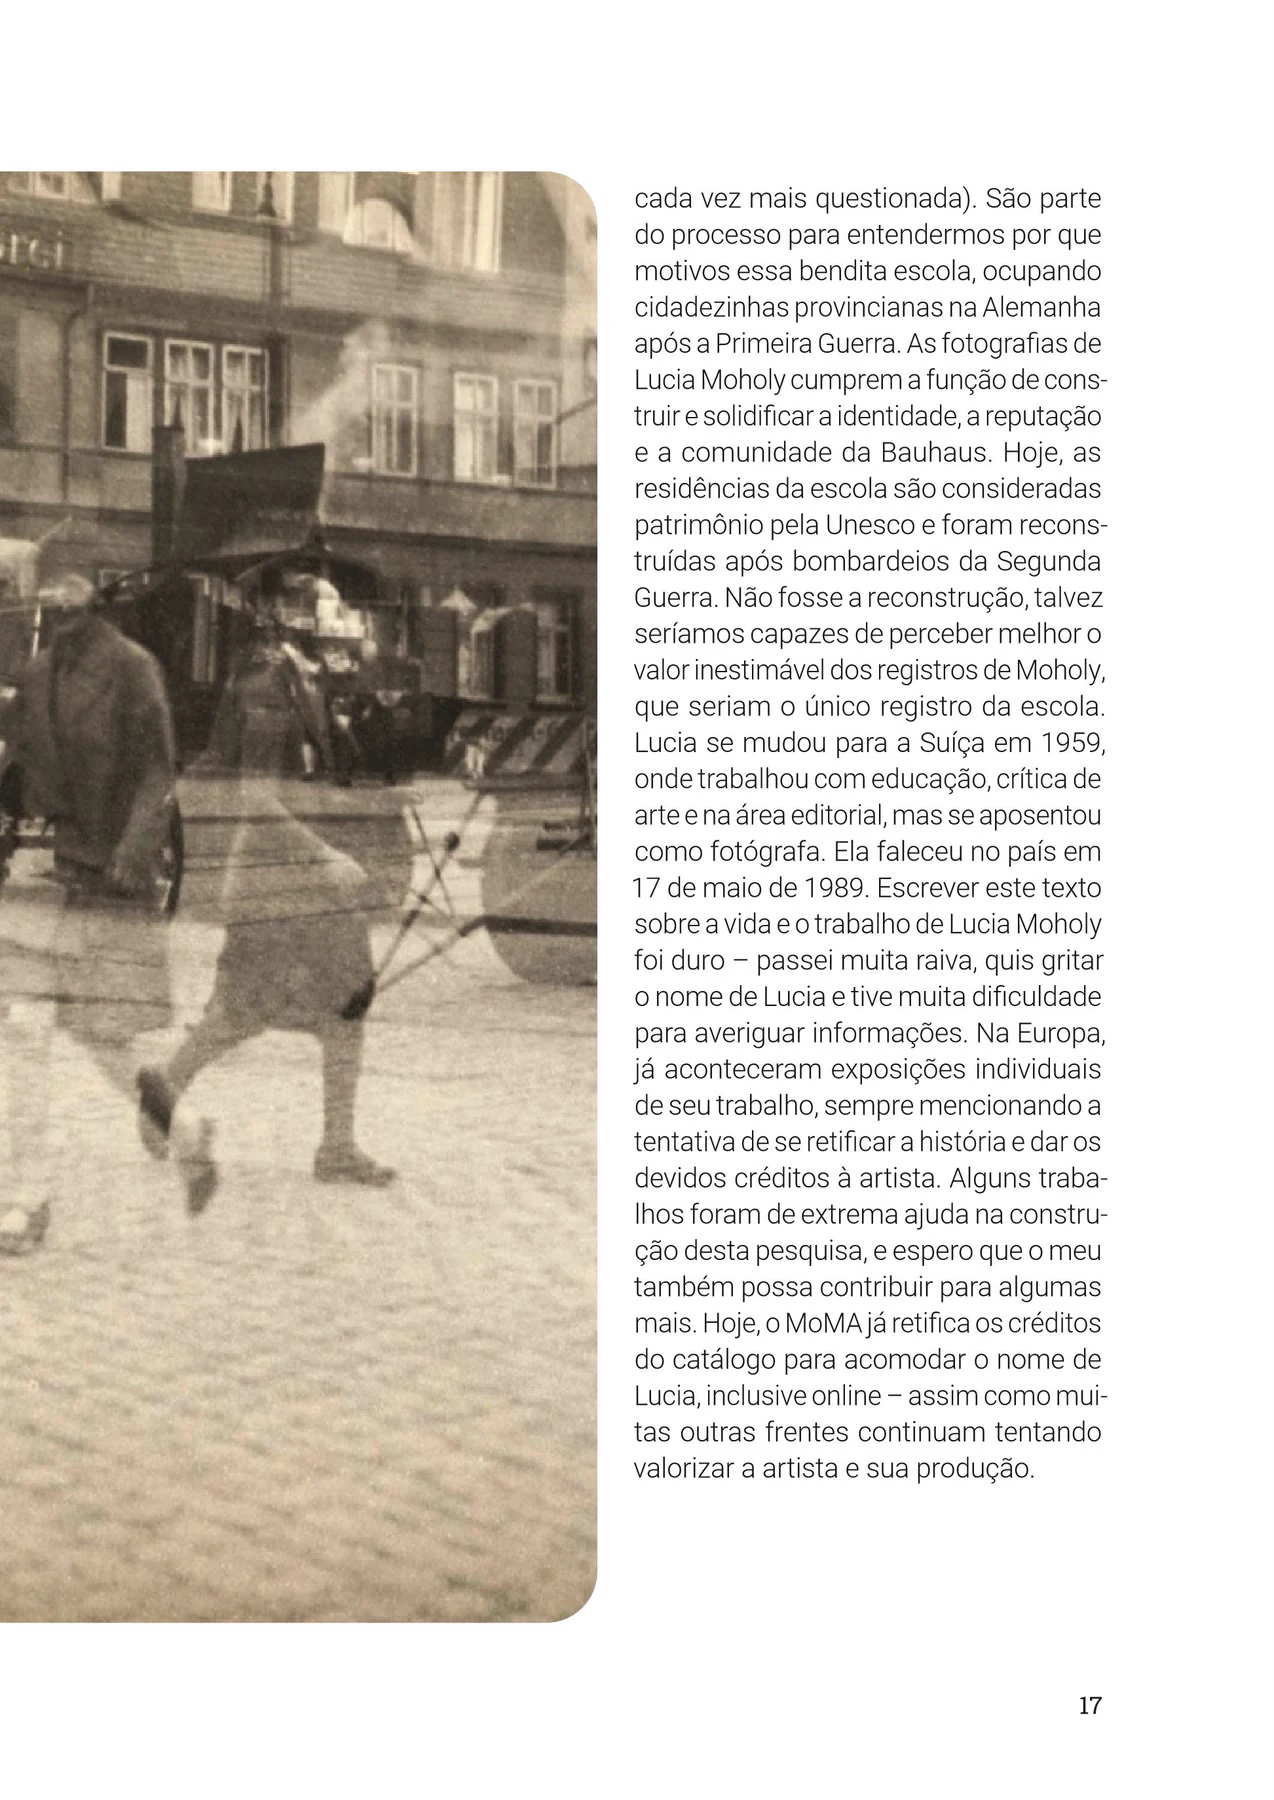 cada vez mais questionada). São parte
do processo para entendermos por que
motivos essa bendita escola, ocupando
cidadezinhas provincianas na Alemanha
após a Primeira Guerra. As fotografias de
Lucia Moholy cumprem a função de cons-
truir e solidificar a identidade, a reputação
e a comunidade da Bauhaus. Hoje, as
residências da escola são consideradas
patrimônio pela Unesco e foram recons-
truídas após bombardeios da Segunda
Guerra. Não fosse a reconstrução, talvez
seríamos capazes de perceber melhor o
valor inestimável dos registros de Moholy,
que seriam o único registro da escola.
Lucia se mudou para a Suíça em 1959,
onde trabalhou com educação, crítica de
arte e na área editorial, mas se aposentou
como fotógrafa. Ela faleceu no país em
17 de maio de 1989. Escrever este texto
sobre a vida e o trabalho de Lucia Moholy
foi duro – passei muita raiva, quis gritar
o nome de Lucia e tive muita dificuldade
para averiguar informações. Na Europa,
já aconteceram exposições individuais
de seu trabalho, sempre mencionando a
tentativa de se retificar a história e dar os
devidos créditos à artista. Alguns traba-
lhos foram de extrema ajuda na constru-
ção desta pesquisa, e espero que o meu
também possa contribuir para algumas
mais. Hoje, o MoMA já retifica os créditos
do catálogo para acomodar o nome de
Lucia, inclusive online – assim como mui-
tas outras frentes continuam tentando
valorizar a artista e sua produção.
17